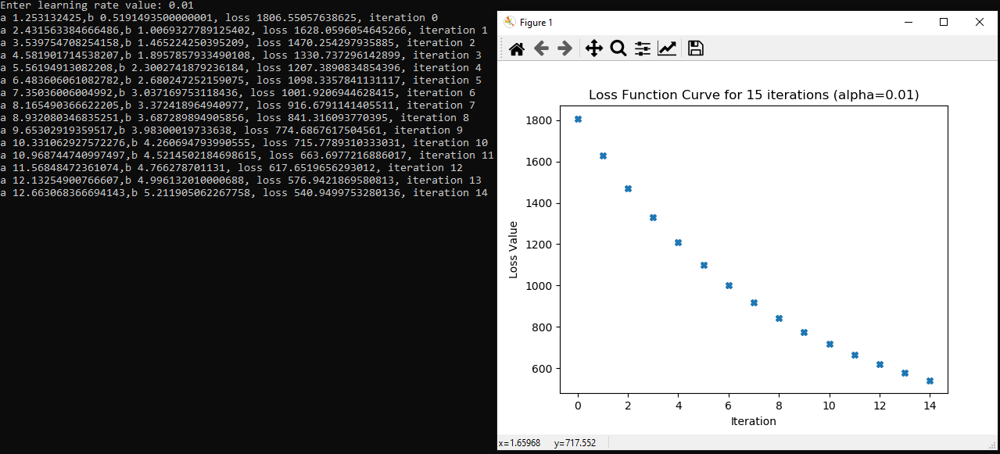 Enter learning rate value: 0.01
a 1.253132425,b 0.5191493500000001, loss 1806.55057638625, iteration 0
a 2.431563384666486,b 1.0069327789125402, loss 1628.0596054645266, iteration 1
a 3.539754708254158,b 1.4652242503952​09, loss 1470.254297935885, iteration 2
a 4.581901714538207,b 1.8957857933490108, loss 1330.737296142899, iteration 3
a 5.56194913082208,b 2.3002741879236184, loss 1207.3890834854396, iteration 4
a 6.483606061082782,b 2.680247252159075, loss 1098.3357841131117, iteration 5
a 7.35036006004992,b 3.037169753118436, loss 1001.9206944628415, iteration 6
a 8.165490366622205,b 3.372418964940977, loss 916.6791141405511, iteration 7
a 8.932080346835251,b 3.687289894905856, loss 841.316093770395, iteration 8
a 9.65302919359517,b 3.98300019733638, loss 774.6867617504561, iteration 9
a 10.331062927572276,b 4.260694793990555, loss 715.7789310333031, iteration 10
a 10.968744740997497,b 4.5214502184698615, loss 663.6977216886017, iteration 11
a 11.56848472361074,b 4.766278701131, loss 617.6519656293012, iteration 12
a 12.13254900766607,b 4.996132010000688, loss 576.9421869580813, iteration 13
a 12.663068366694143,b 5.211905062267758, loss 540.9499753280136, iteration 14
Figure 1
Loss Function Curve for 15 iterations (alpha=0.01)
1800
1600
1400
1200
1000
800
600
Loss Value
0 2 4 6 8 10 12 14
Iteration
x=1.65968 y=717.552